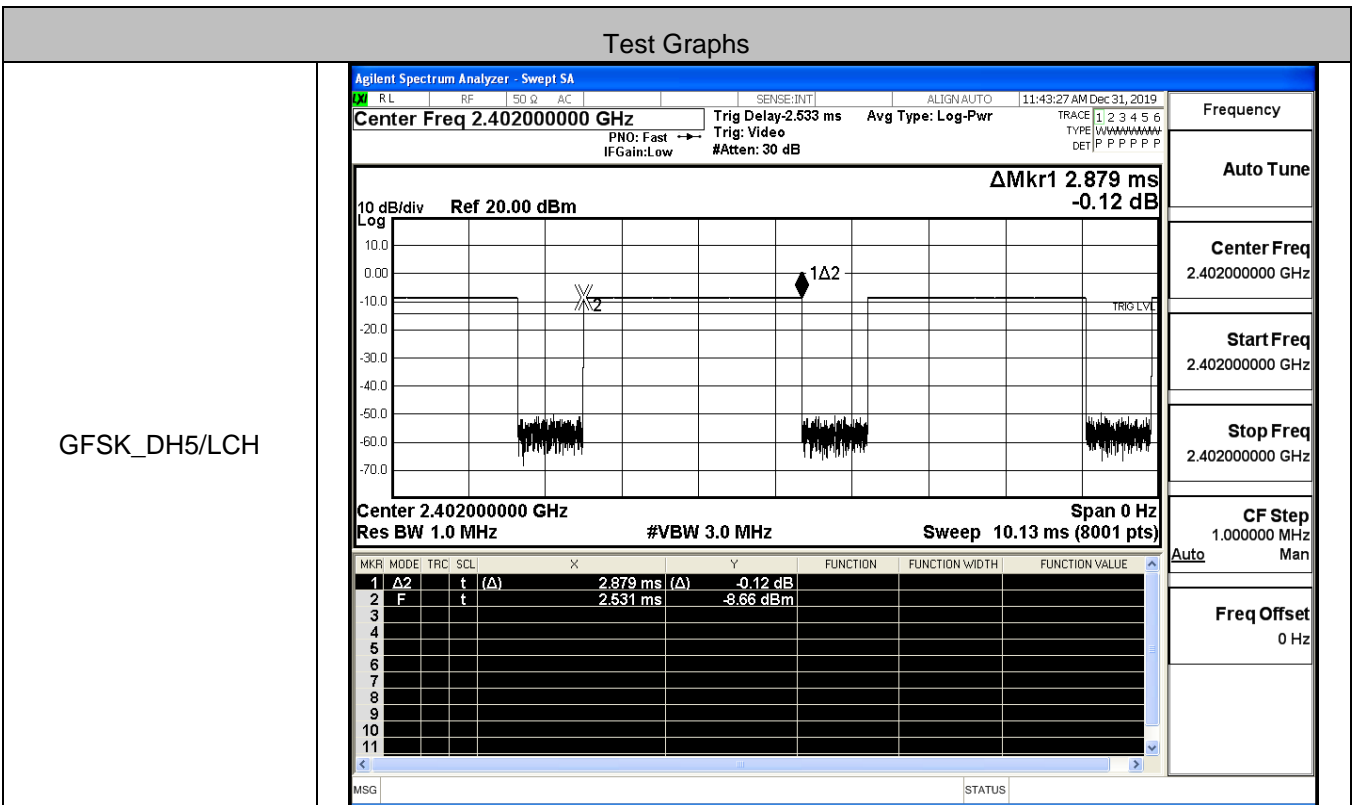 Test Graphs
GFSK_DH5/LCH
Agilent Spectrum Analyzer - Swept SA
LXI RL RF 50 Ω AC SENSE:INT ALIGN AUTO 11:43:27 AM Dec 31, 2019
Center Freq 2.402000000 GHz
PNO: Fast
IFGain:Low
Trig Delay-2.533 ms
Trig: Video
#Atten: 30 dB
Avg Type: Log-Pwr
TRACE 1 2 3 4 5 6
TYPE WWWWWW
DET P P P P P P
ΔMkr1 2.879 ms
-0.12 dB
10 dB/div Ref 20.00 dBm
Log
10.0
0.00
-10.0
-20.0
-30.0
-40.0
-50.0
-60.0
-70.0
1Δ2
2
TRIG LVL
Center 2.402000000 GHz Span 0 Hz
Res BW 1.0 MHz #VBW 3.0 MHz Sweep 10.13 ms (8001 pts)
MKR MODE TRC SCL X Y FUNCTION FUNCTION WIDTH FUNCTION VALUE
1 Δ2 t (Δ) 2.879 ms (Δ) -0.12 dB
2 F t 2.531 ms -8.66 dBm
3
4
5
6
7
8
9
10
11
MSG STATUS
Frequency
Auto Tune
Center Freq
2.402000000 GHz
Start Freq
2.402000000 GHz
Stop Freq
2.402000000 GHz
CF Step
1.000000 MHz
Auto Man
Freq Offset
0 Hz